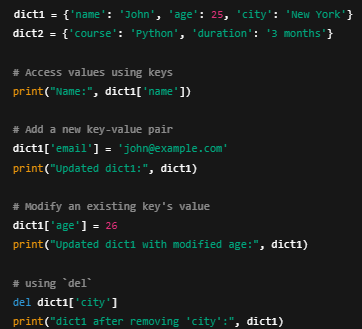 dict1 = {'name': 'John', 'age': 25, 'city': 'New York'}
dict2 = {'course': 'Python', 'duration': '3 months'}
# Access values using keys
print("Name:", dict1['name'])
# Add a new key-value pair
dict1['email'] = 'john@example.com'
print("Updated dict1:", dict1)
# Modify an existing key's value
dict1['age'] = 26
print("Updated dict1 with modified age:", dict1)
# using `del`
del dict1['city']
print("dict1 after removing 'city':", dict1)